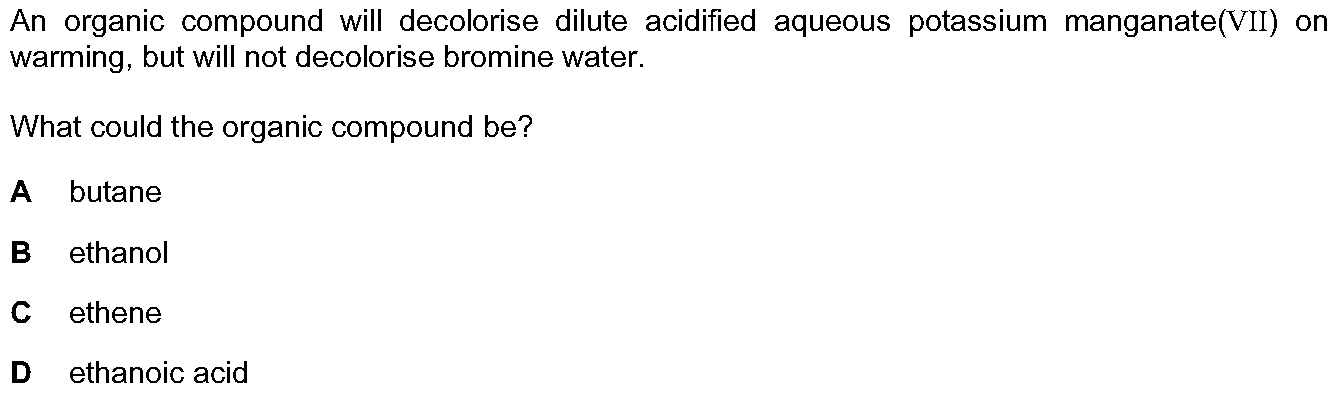 An organic compound will decolorise dilute acidified aqueous potassium manganate(VII) on
warming, but will not decolorise bromine water.
What could the organic compound be?
A butane
B ethanol
C ethene
D ethanoic acid